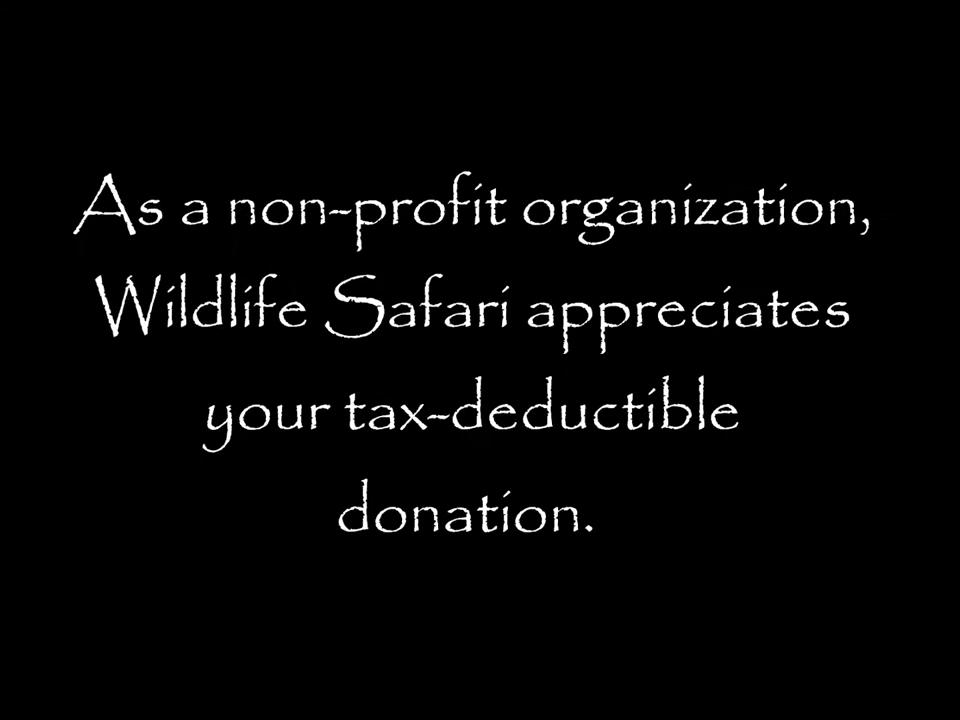 As a non-profit organization,
Wildlife Safari appreciates
your tax-deductible
donation.